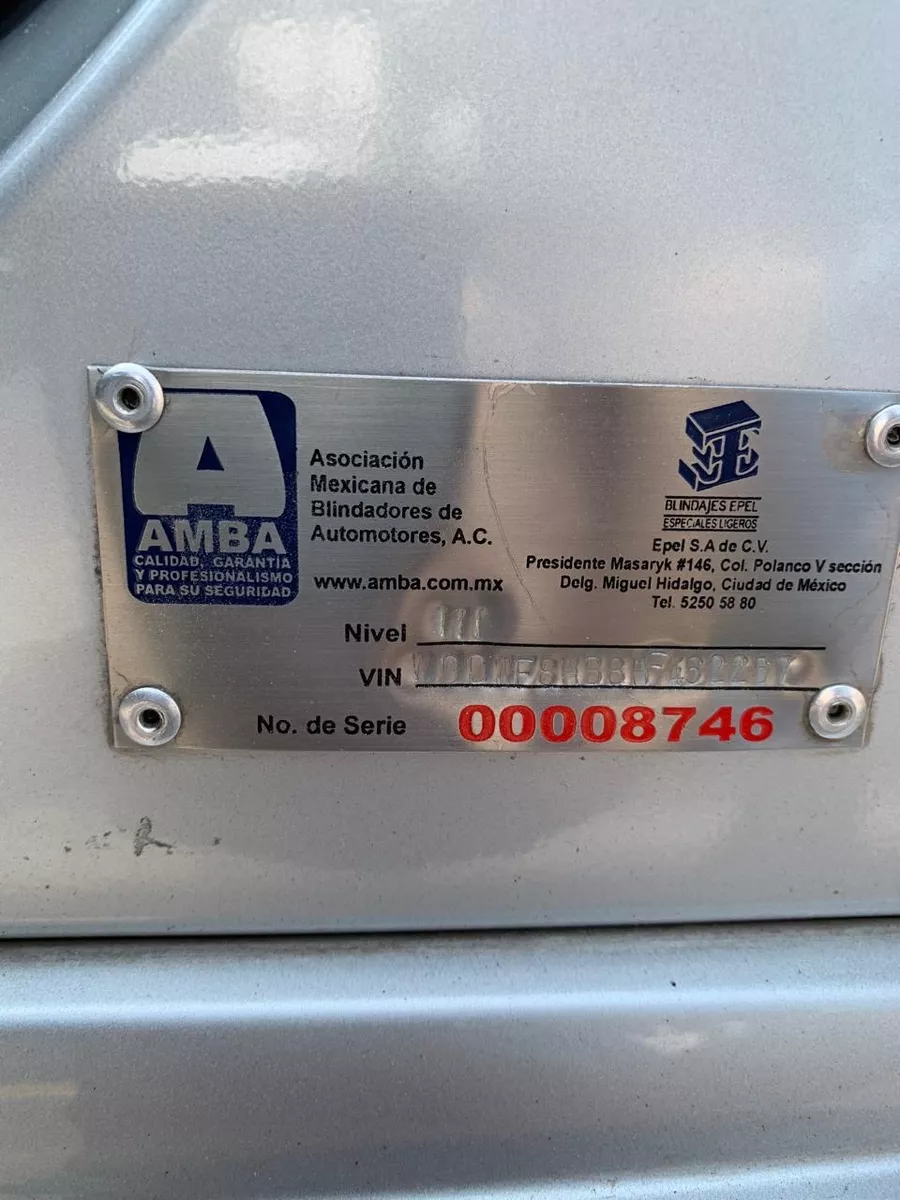 AMBA
CALIDAD, GARANTIA
Y PROFESIONALISMO
PARA SU SEGURIDAD
Asociación
Mexicana de
Blindadores de
Automotores, A.C.
www.amba.com.mx
BLINDAJES EPEL
ESPECIALES LIGEROS
Epel S.A de C.V.
Presidente Masaryk #146, Col. Polanco V sección
Delg. Miguel Hidalgo, Ciudad de México
Tel. 5250 58 80
Nivel III
VIN
No. de Serie 00008746